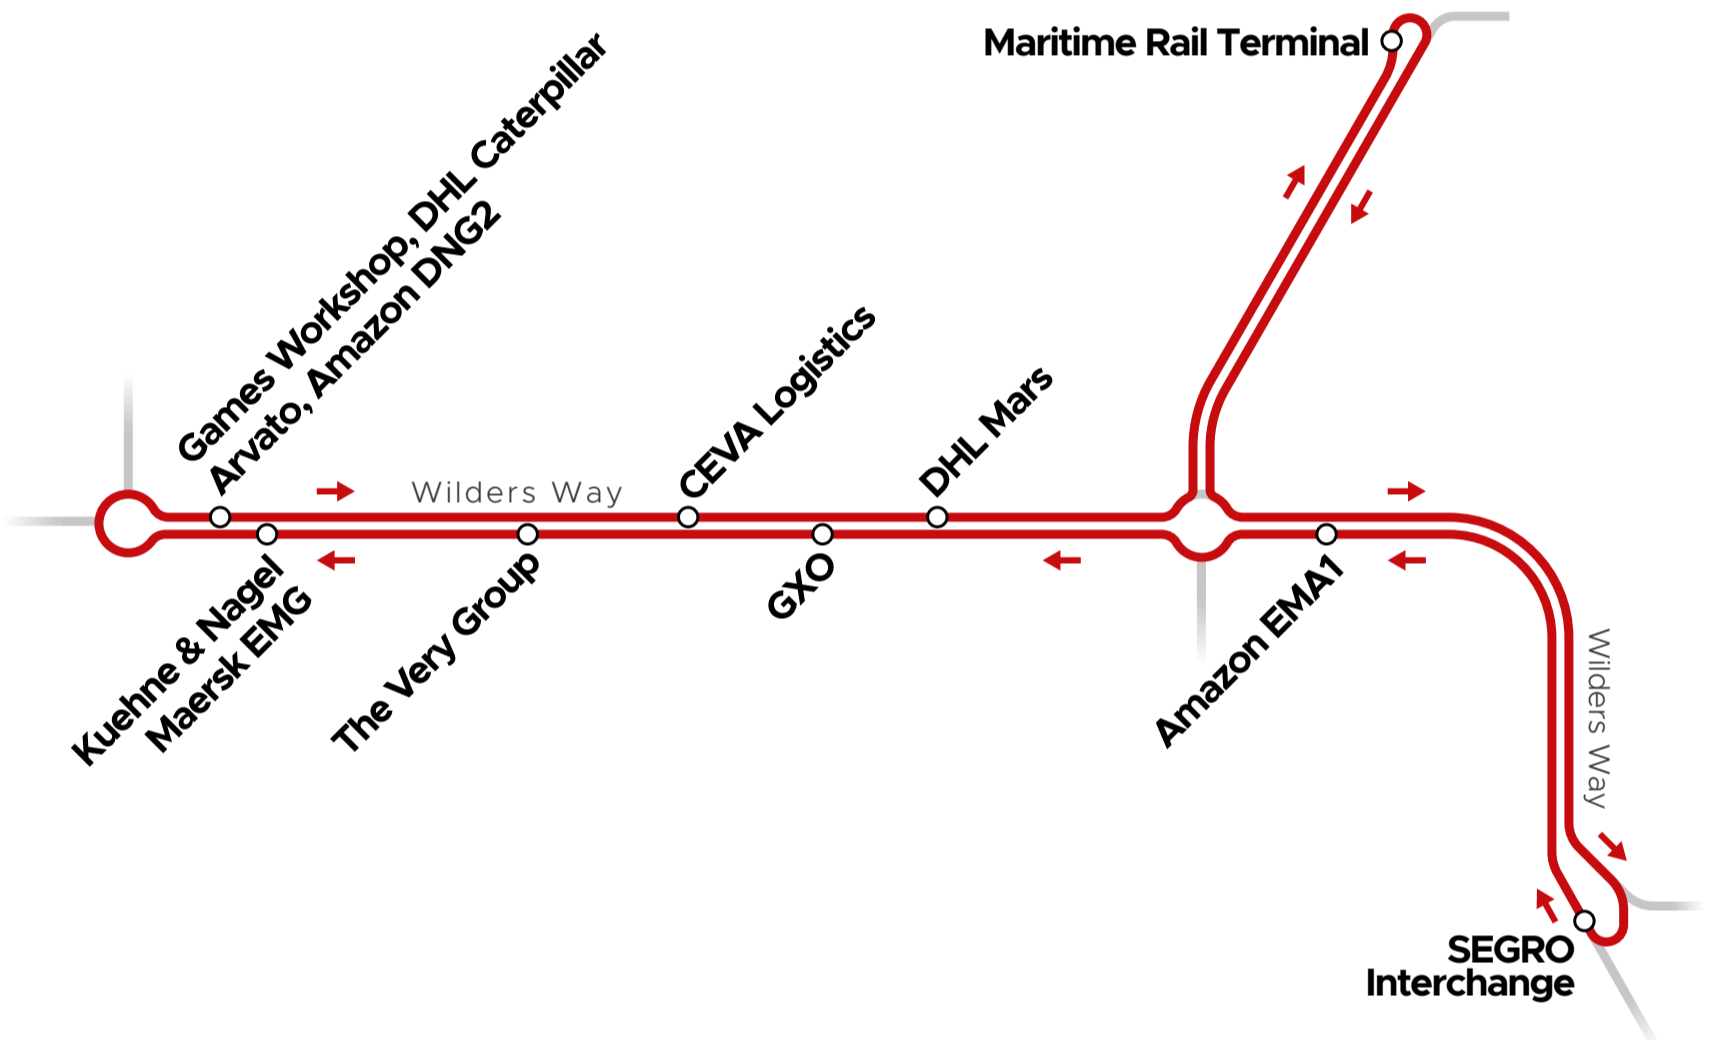 Maritime Rail Terminal
Games Workshop, DHL Caterpillar
Arvato, Amazon DNG2
Wilders Way
CEVA Logistics
DHL Mars
Kuehne & Nagel
Maersk EMG
The Very Group
GXO
Amazon EMA1
Wilders Way
SEGRO
Interchange